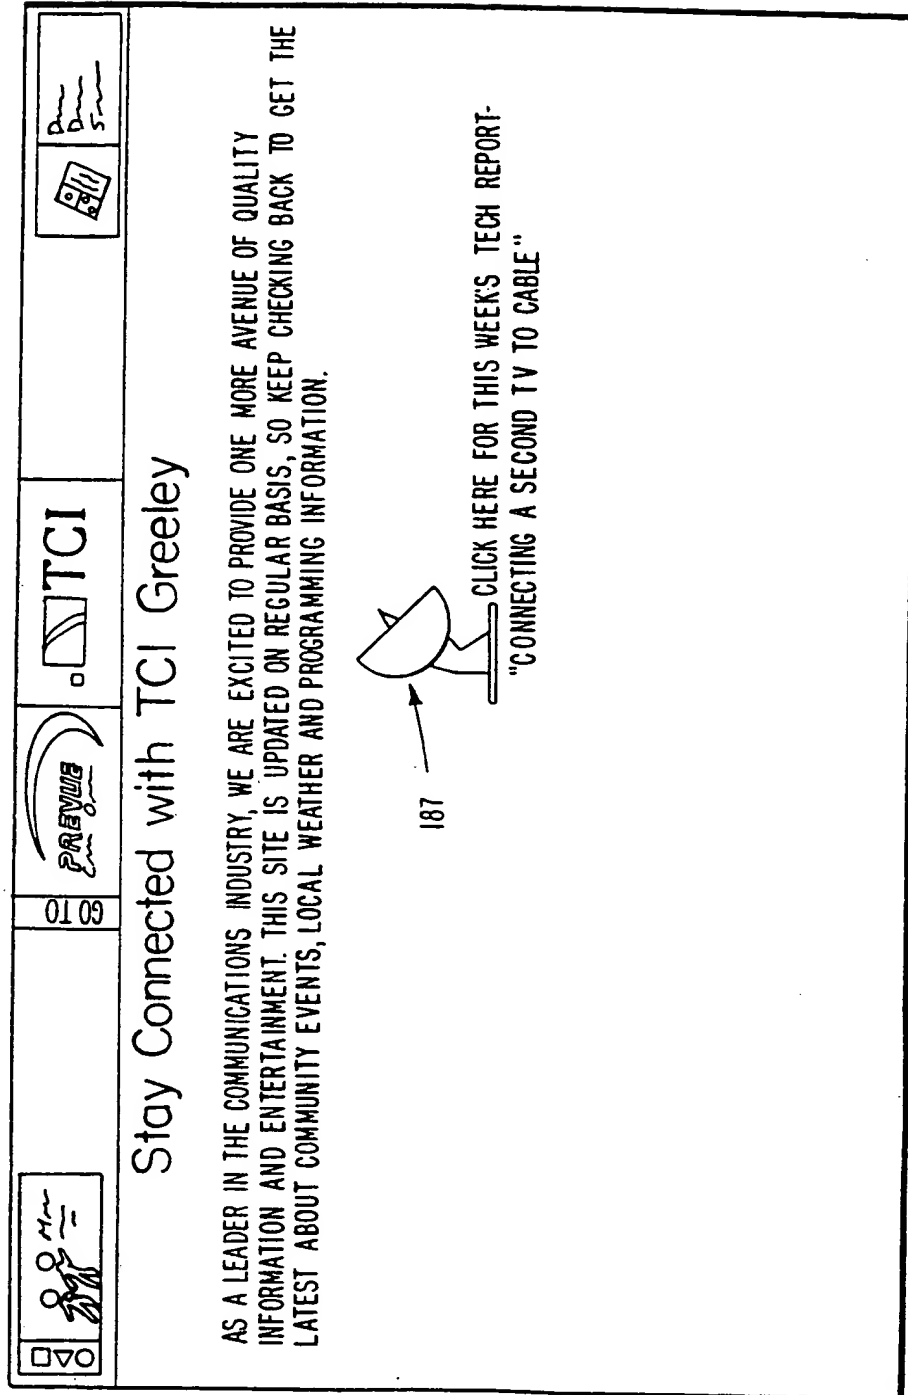 GO TO
PREVUE
TCI
Stay Connected with TCI Greeley
AS A LEADER IN THE COMMUNICATIONS INDUSTRY, WE ARE EXCITED TO PROVIDE ONE MORE AVENUE OF QUALITY
INFORMATION AND ENTERTAINMENT. THIS SITE IS UPDATED ON REGULAR BASIS, SO KEEP CHECKING BACK TO GET THE
LATEST ABOUT COMMUNITY EVENTS, LOCAL WEATHER AND PROGRAMMING INFORMATION.
187
CLICK HERE FOR THIS WEEK'S TECH REPORT-
"CONNECTING A SECOND TV TO CABLE"